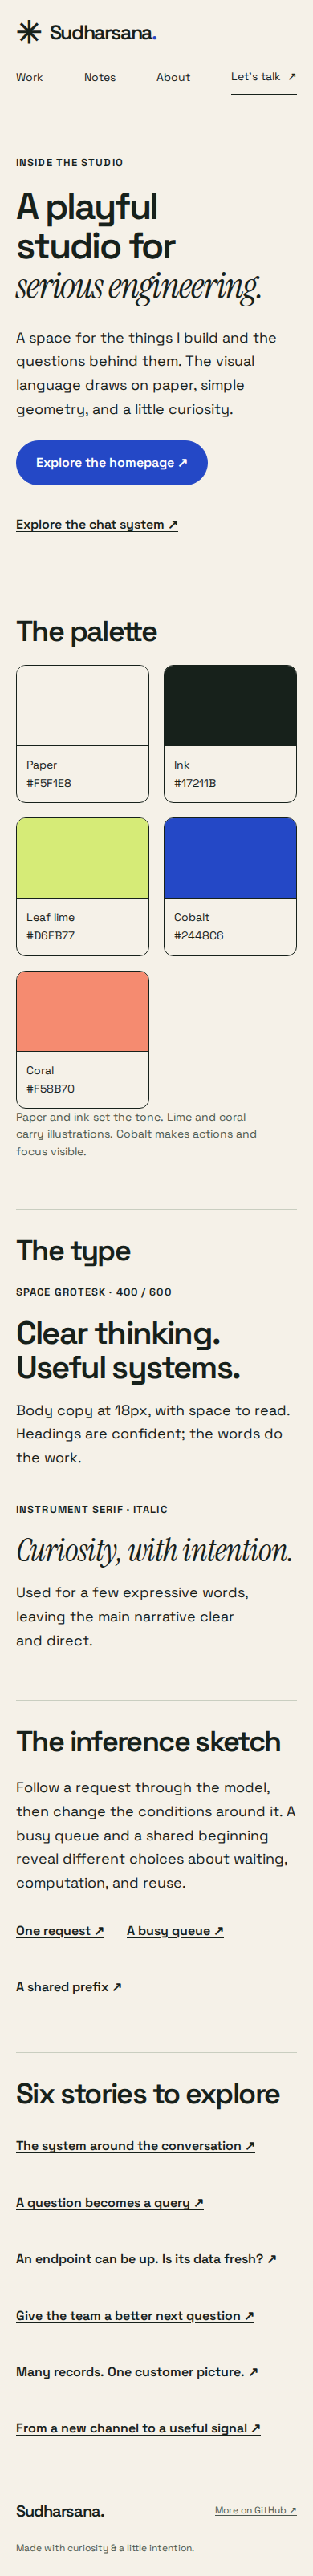 Sudharsana.
Work Notes About Let's talk ↗
INSIDE THE STUDIO
A playful
studio for
serious engineering.
A space for the things I build and the
questions behind them. The visual
language draws on paper, simple
geometry, and a little curiosity.
Explore the homepage ↗
Explore the chat system ↗
The palette
Paper
#F5F1E8
Ink
#17211B
Leaf lime
#D6EB77
Cobalt
#2448C6
Coral
#F58B70
Paper and ink set the tone. Lime and coral
carry illustrations. Cobalt makes actions and
focus visible.
The type
SPACE GROTESK · 400 / 600
Clear thinking.
Useful systems.
Body copy at 18px, with space to read.
Headings are confident; the words do
the work.
INSTRUMENT SERIF · ITALIC
Curiosity, with intention.
Used for a few expressive words,
leaving the main narrative clear
and direct.
The inference sketch
Follow a request through the model,
then change the conditions around it. A
busy queue and a shared beginning
reveal different choices about waiting,
computation, and reuse.
One request ↗ A busy queue ↗
A shared prefix ↗
Six stories to explore
The system around the conversation ↗
A question becomes a query ↗
An endpoint can be up. Is its data fresh? ↗
Give the team a better next question ↗
Many records. One customer picture. ↗
From a new channel to a useful signal ↗
Sudharsana.
More on GitHub ↗
Made with curiosity & a little intention.